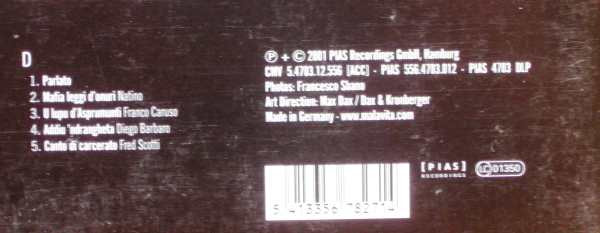 D
1. Parlato
2. Mafia leggi d'onuri Natino
3. U lupu d'Aspromunti Franco Caruso
4. Addiu 'ndrangheta Diego Barbaro
5. Canto di carcerato Fred Scotti
℗ + © 2001 PIAS Recordings GmbH, Hamburg
CMV 5.4703.12.556 [ACC] - PIAS 556.4703.012 - PIAS 4703 DLP
Photos: Francesco Sbano
Art Direction: Max Dax / Dax & Kronberger
Made in Germany - www.malavita.com
[PIAS]
RECORDINGS
LC 01350
5 413356 782714